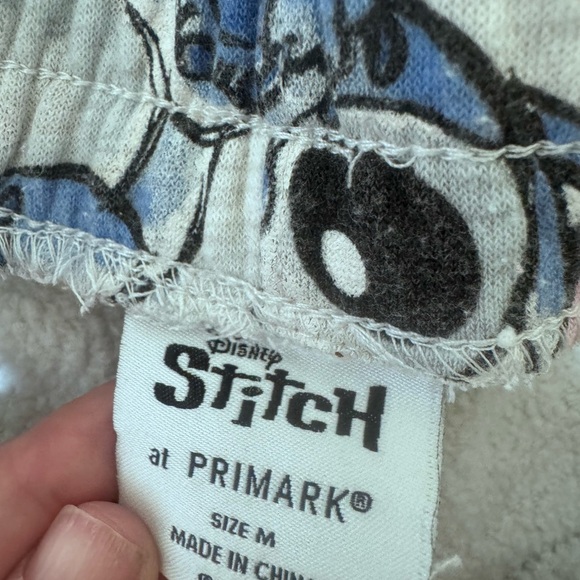 Disney
Stitch
at PRIMARK®
SIZE M
MADE IN CHINA